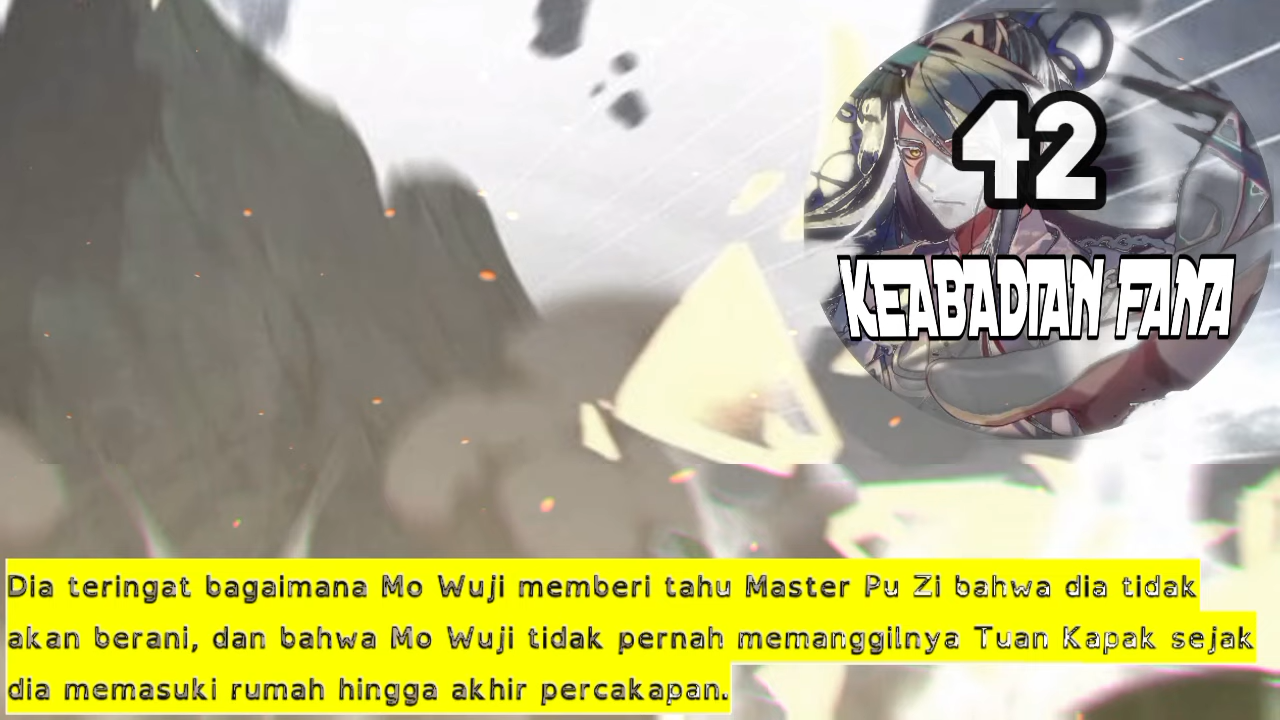 42
KEABADIAN FANA
Dia teringat bagaimana Mo Wuji memberi tahu Master Pu Zi bahwa dia tidak
akan berani, dan bahwa Mo Wuji tidak pernah memanggilnya Tuan Kapak sejak
dia memasuki rumah hingga akhir percakapan.